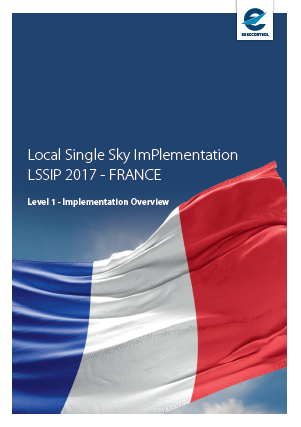 EUROCONTROL
Local Single Sky ImPlementation
LSSIP 2017 - FRANCE
Level 1 - Implementation Overview